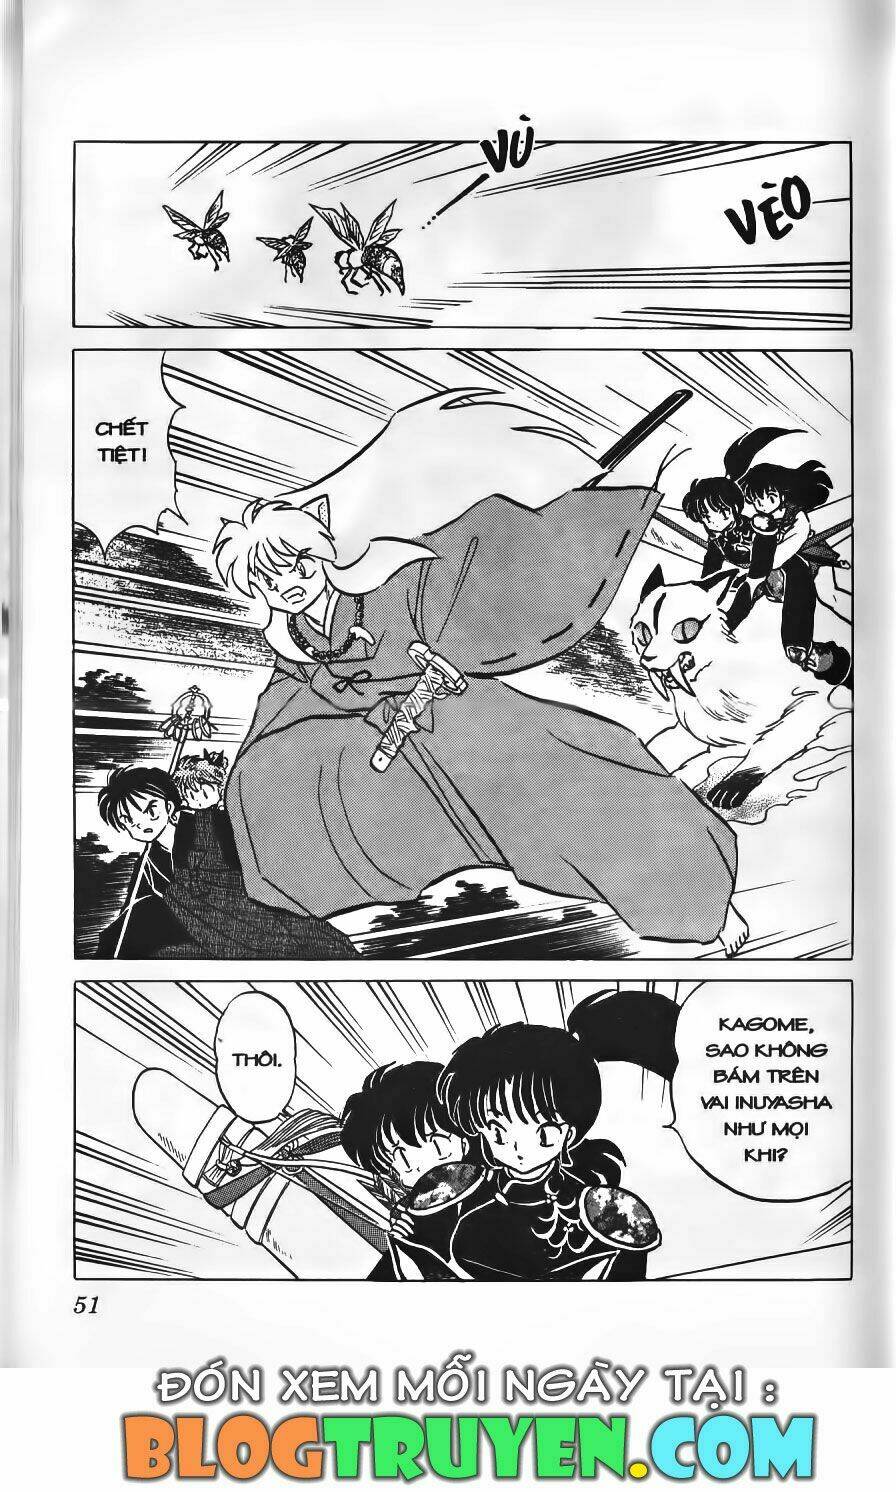 VÙ
VÈO
CHẾT
TIỆT!
KAGOME,
SAO KHÔNG
BÁM TRÊN
VAI INUYASHA
NHƯ MỌI
KHI?
THÔI.
51
ĐÓN XEM MỖI NGÀY TẠI :
BLOGTRUYEN.COM